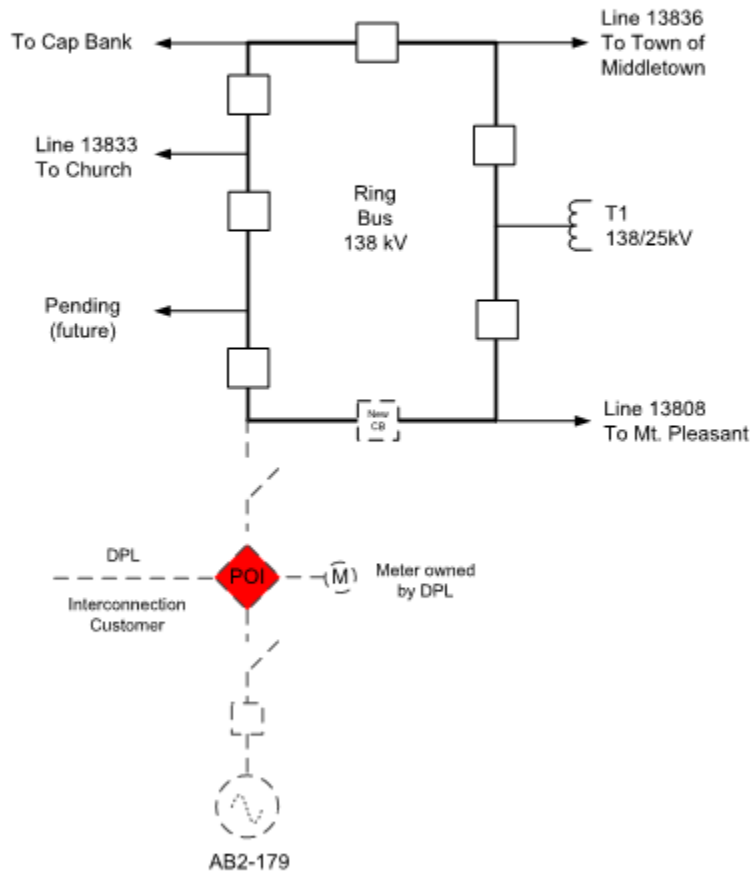 To Cap Bank
Line 13836
To Town of
Middletown
Line 13833
To Church
Ring
Bus
138 kV
T1
138/25kV
Pending
(future)
New
CB
Line 13808
To Mt. Pleasant
DPL
POI
M
Meter owned
by DPL
Interconnection
Customer
AB2-179